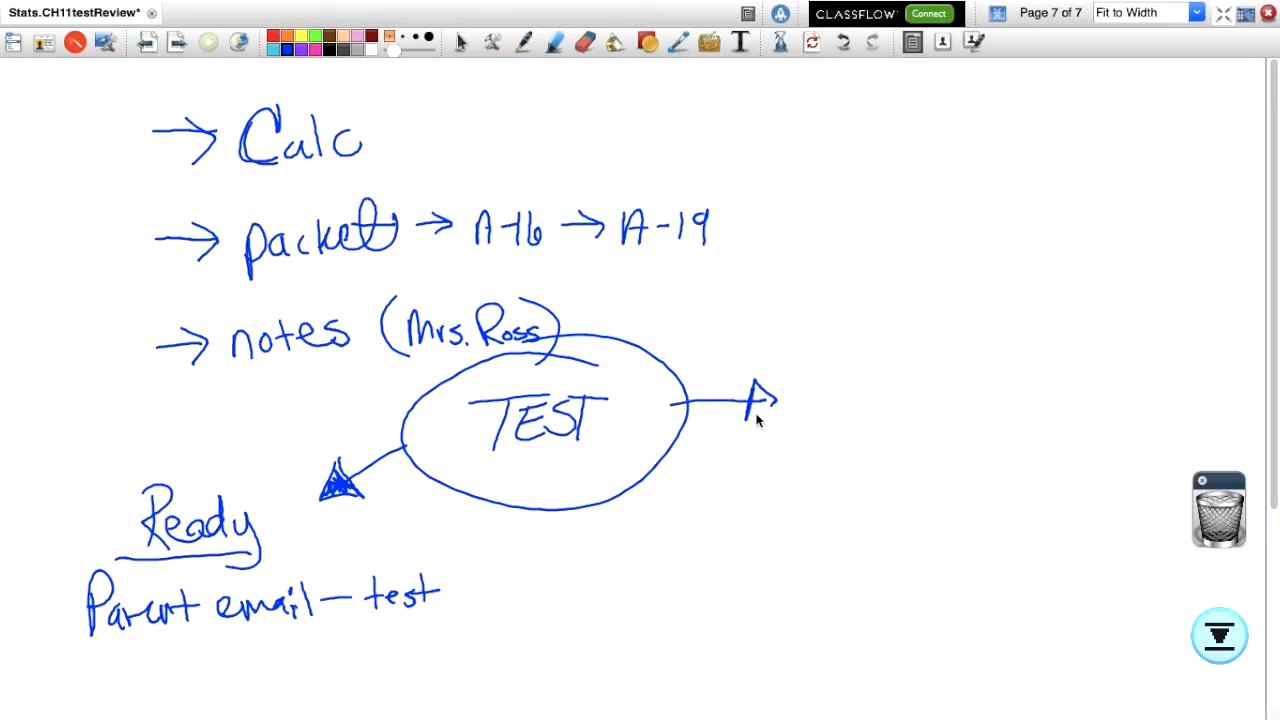 Stats.CH11testReview*
CLASSFLOW Connect
Page 7 of 7 Fit to Width
T
→ Calc
→ packet → A-16 → A-19
→ notes (Mrs. Ross)
TEST
Ready
Parent email – test